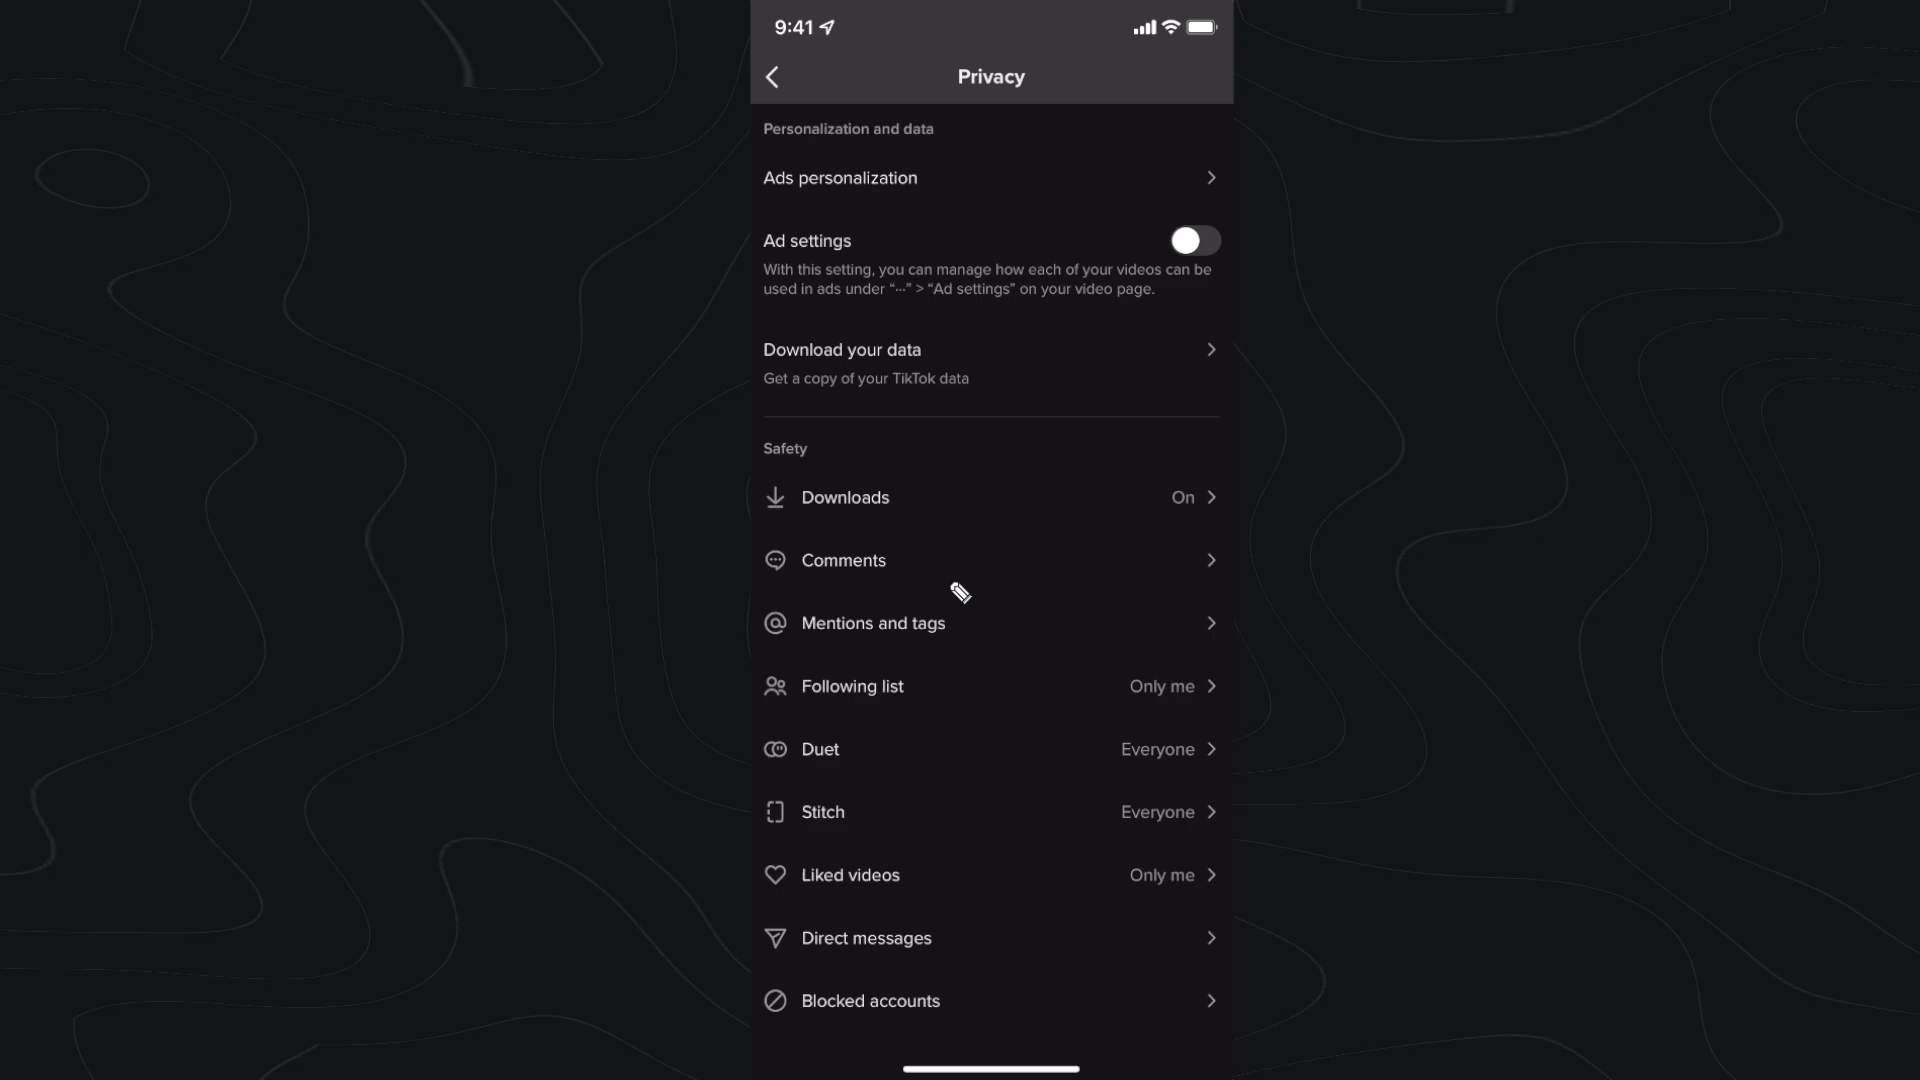 9:41
Privacy
Personalization and data
Ads personalization
Ad settings
With this setting, you can manage how each of your videos can be
used in ads under “···” > “Ad settings” on your video page.
Download your data
Get a copy of your TikTok data
Safety
Downloads On
Comments
Mentions and tags
Following list Only me
Duet Everyone
Stitch Everyone
Liked videos Only me
Direct messages
Blocked accounts